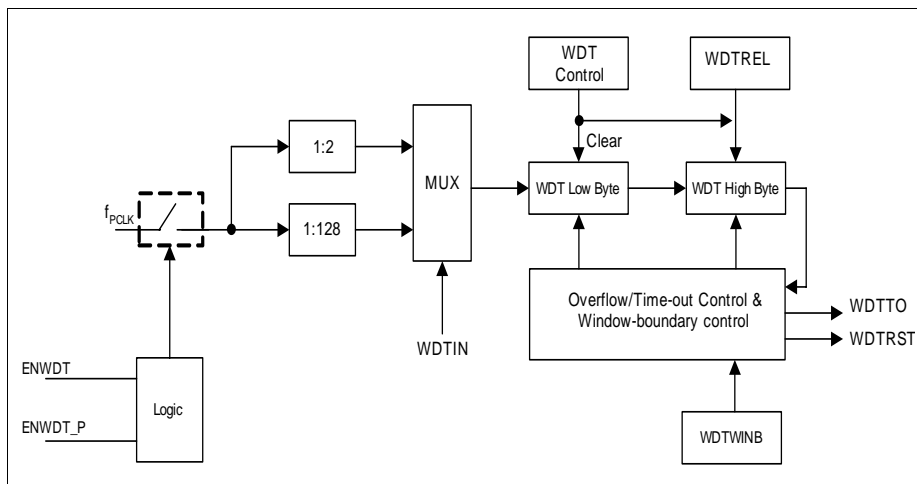 WDT
Control
WDTREL
1:2
Clear
MUX
WDT Low Byte
WDT High Byte
fPCLK
1:128
Overflow/Time-out Control &
Window-boundary control
WDTTO
WDTIN
WDTRST
ENWDT
Logic
ENWDT_P
WDTWINB